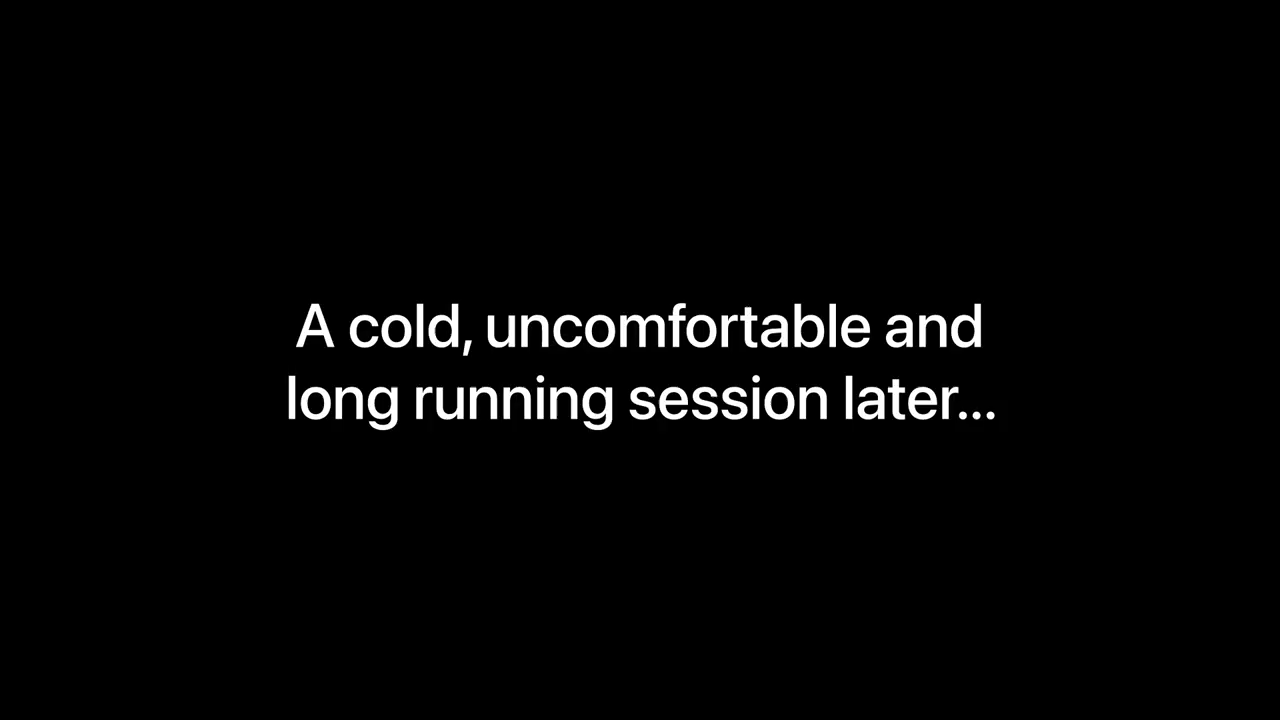 A cold, uncomfortable and
long running session later...